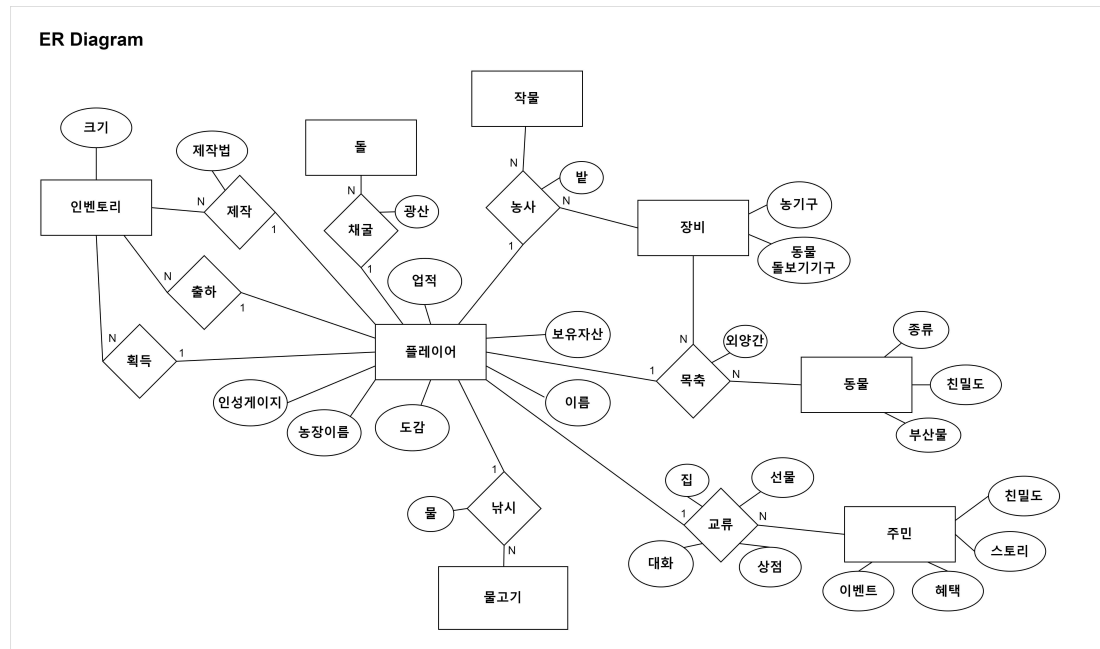 ER Diagram
작물
크기
제작법
돌
밭
인벤토리
N
제작
1
N
채굴
1
광산
N
농사
N
1
장비
농기구
동물
돌보기기구
N
출하
1
업적
N
획득
1
플레이어
보유자산
N
외양간
1
목축
N
종류
동물
친밀도
부산물
인성게이지
농장이름
도감
이름
1
물
낚시
N
물고기
집
선물
1
교류
N
대화
상점
주민
친밀도
스토리
이벤트
혜택